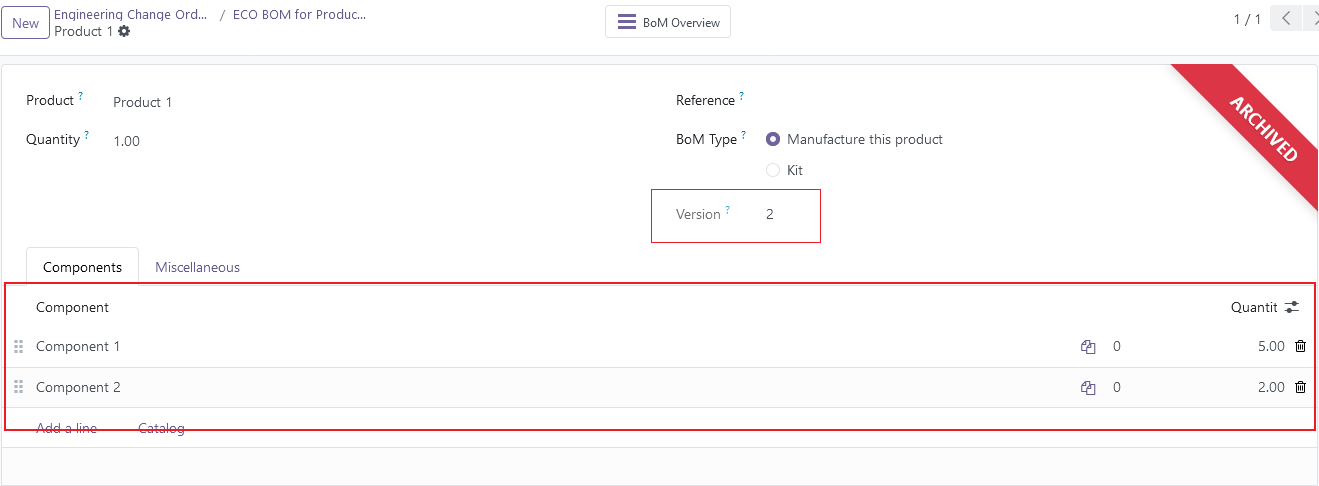 New
Engineering Change Ord... / ECO BOM for Produc...
Product 1
BoM Overview
1 / 1
ARCHIVED
Product ? Product 1
Reference ?
Quantity ? 1.00
BoM Type ? Manufacture this product
Kit
Version ? 2
Components Miscellaneous
Component Quantit
Component 1 0 5.00
Component 2 0 2.00
Add a line Catalog